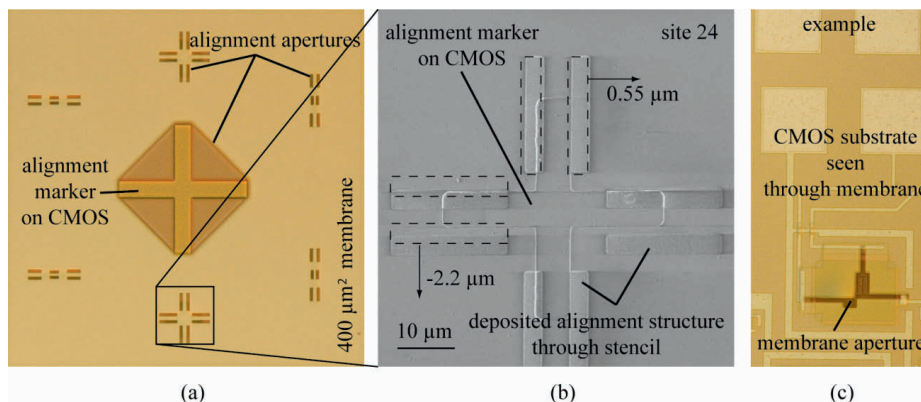 alignment apertures
alignment
marker
on CMOS
400 µm² membrane
(a)
alignment marker
on CMOS
site 24
0.55 µm
-2.2 µm
10 µm
deposited alignment structure
through stencil
(b)
example
CMOS substrate
seen
through membrane
membrane aperture
(c)